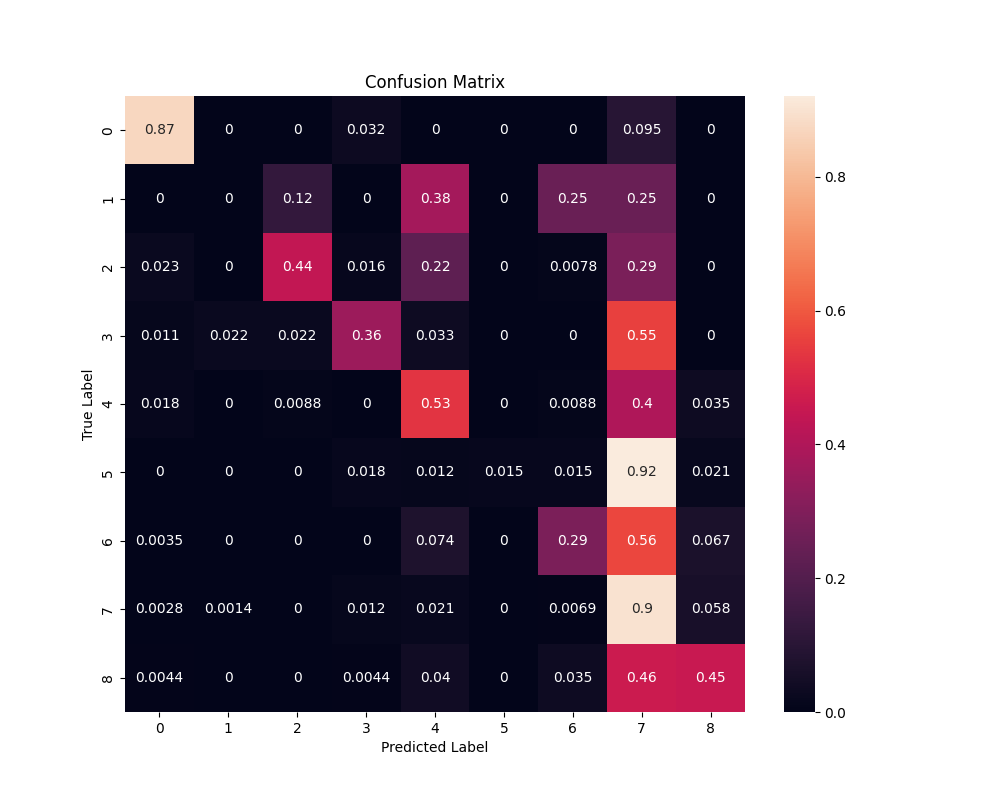 Confusion Matrix
0 0.87 0 0 0.032 0 0 0 0.095 0
1 0 0 0.12 0 0.38 0 0.25 0.25 0
2 0.023 0 0.44 0.016 0.22 0 0.0078 0.29 0
3 0.011 0.022 0.022 0.36 0.033 0 0 0.55 0
4 0.018 0 0.0088 0 0.53 0 0.0088 0.4 0.035
5 0 0 0 0.018 0.012 0.015 0.015 0.92 0.021
6 0.0035 0 0 0 0.074 0 0.29 0.56 0.067
7 0.0028 0.0014 0 0.012 0.021 0 0.0069 0.9 0.058
8 0.0044 0 0 0.0044 0.04 0 0.035 0.46 0.45
0 1 2 3 4 5 6 7 8
Predicted Label
True Label
0.8
0.6
0.4
0.2
0.0